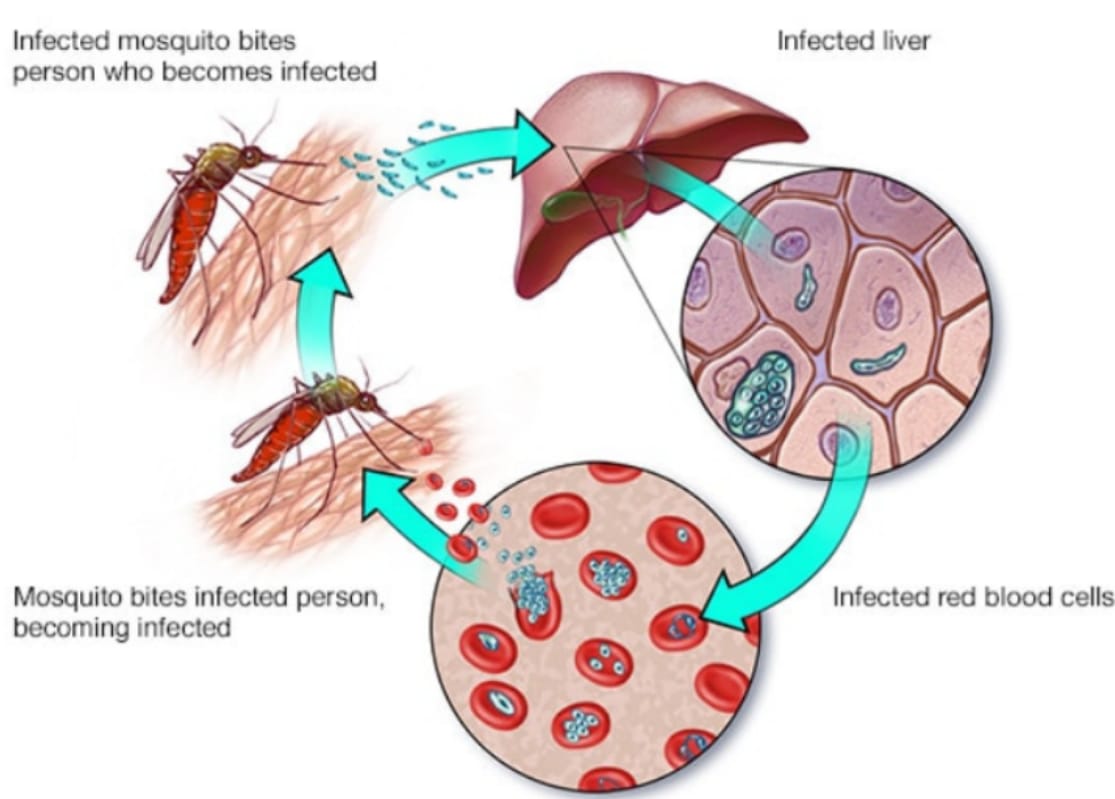 Infected mosquito bites
person who becomes infected
Infected liver
Infected red blood cells
Mosquito bites infected person,
becoming infected